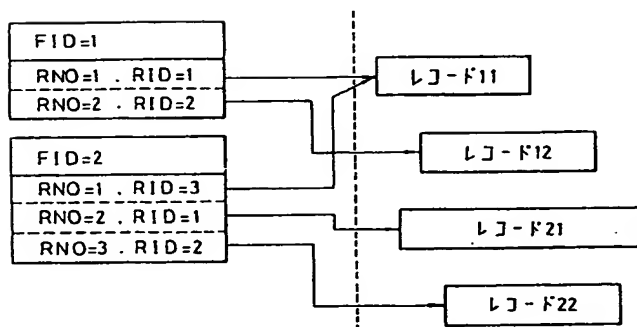 FID=1
RNO=1 . RID=1
RNO=2 . RID=2
FID=2
RNO=1 . RID=3
RNO=2 . RID=1
RNO=3 . RID=2
レコード11
レコード12
レコード21
レコード22